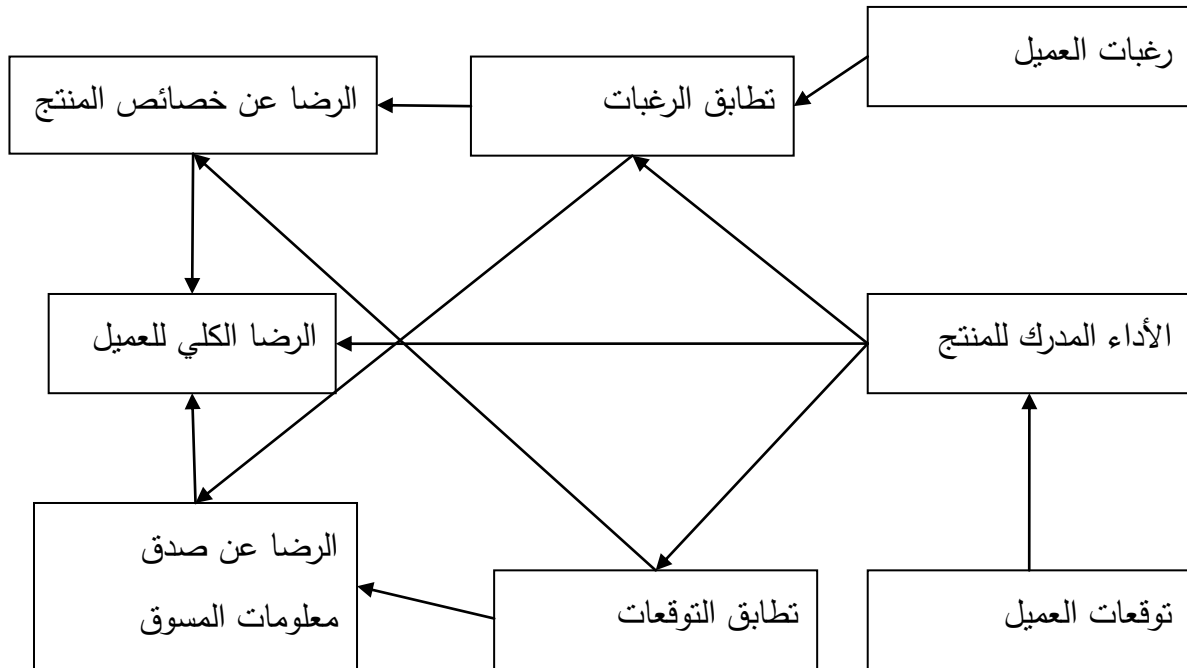 رغبات العميل
تطابق الرغبات
الرضا عن خصائص المنتج
الأداء المدرك للمنتج
الرضا الكلي للعميل
توقعات العميل
تطابق التوقعات
الرضا عن صدق
معلومات المسوق